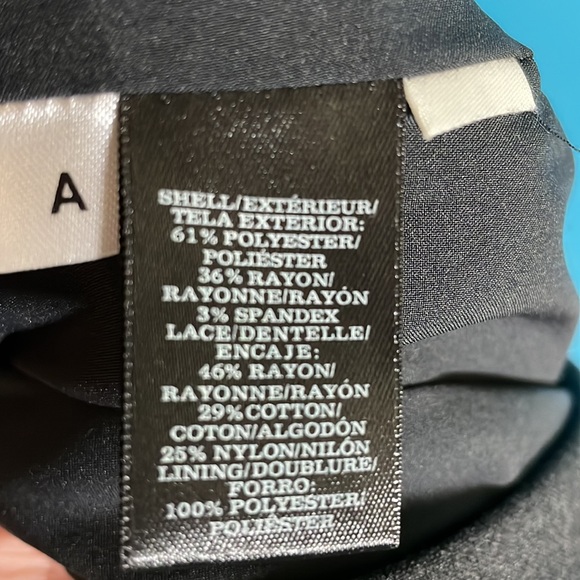 A
SHELL/EXTÉRIEUR/
TELA EXTERIOR:
61% POLYESTER/
POLIÉSTER
36% RAYON/
RAYONNE/RAYÓN
3% SPANDEX
LACE/DENTELLE/
ENCAJE:
46% RAYON/
RAYONNE/RAYÓN
29% COTTON/
COTON/ALGODÓN
25% NYLON/NILÓN
LINING/DOUBLURE/
FORRO:
100% POLYESTER/
POLIÉSTER